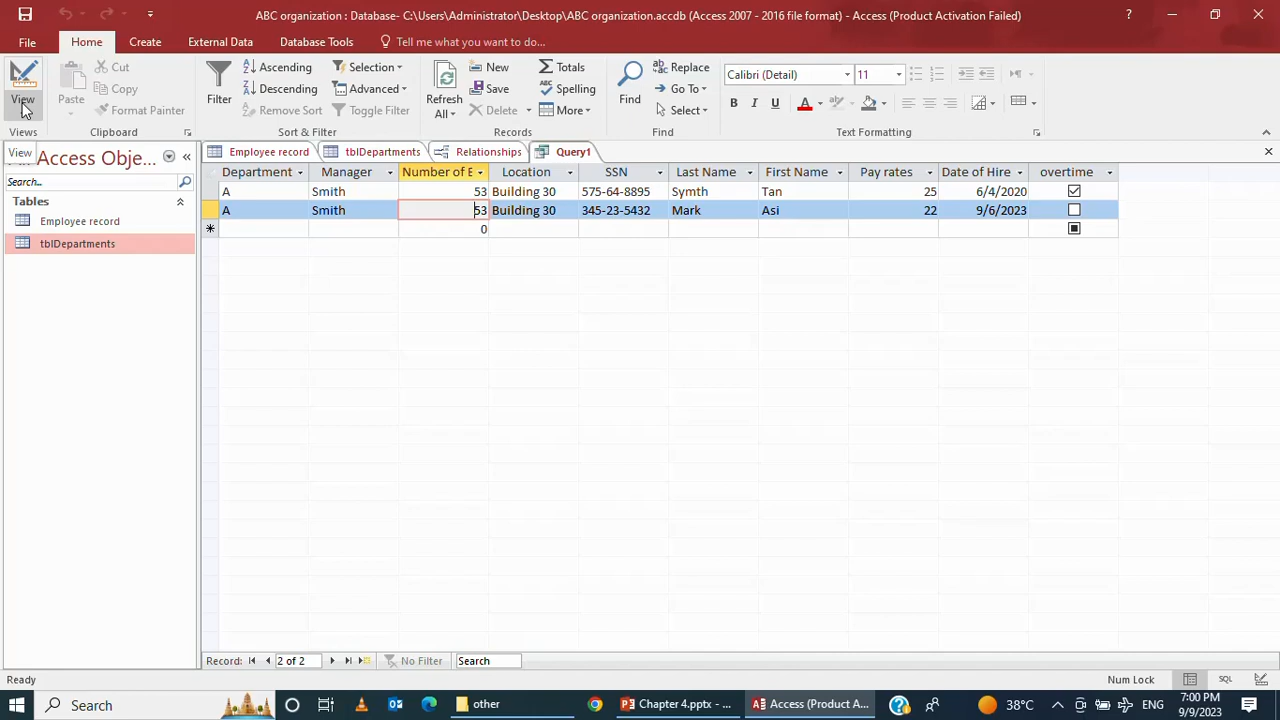 ABC organization : Database- C:\Users\Administrator\Desktop\ABC organization.accdb (Access 2007 - 2016 file format) - Access (Product Activation Failed)
File Home Create External Data Database Tools Tell me what you want to do...
View Paste Cut Copy Format Painter
Filter Ascending Descending Remove Sort Selection Advanced Toggle Filter
Refresh All New Save Delete Totals Spelling More
Find Replace Go To Select
Calibri (Detail) 11
B I U A
Views Clipboard Sort & Filter Records Find Text Formatting
View
Access Obje...
Employee record tblDepartments Relationships Query1
Search...
Tables
Employee record
tblDepartments
Department Manager Number of E Location SSN Last Name First Name Pay rates Date of Hire overtime
A Smith 53 Building 30 575-64-8895 Symth Tan 25 6/4/2020
A Smith 53 Building 30 345-23-5432 Mark Asi 22 9/6/2023
0
Record: 2 of 2 No Filter Search
Ready Num Lock SQL
Search other Chapter 4.pptx - ... Access (Product A... 38°C ENG 7:00 PM
9/9/2023